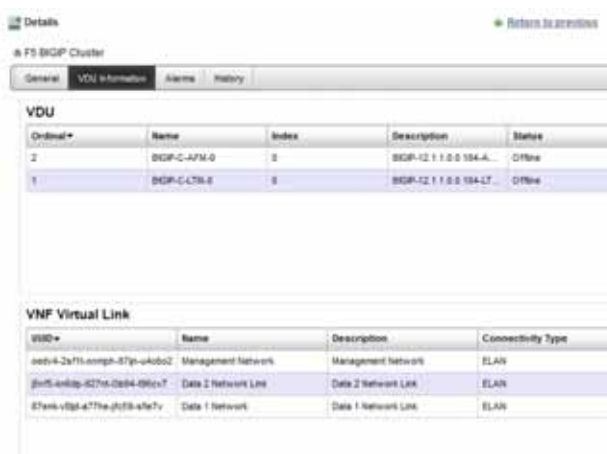 Details
Return to previous
F5 BIGIP Cluster
General VDU Information Alarms History
VDU
Ordinal Name Index Description Status
2 BIGIP-C-AFM-0 0 Offline
1 BIGIP-C-LTM-0 0 Offline
VNF Virtual Link
UUID Name Description Connectivity Type
Management Network Management Network ELAN
Data 2 Network Link Data 2 Network Link ELAN
Data 1 Network Data 1 Network Link ELAN